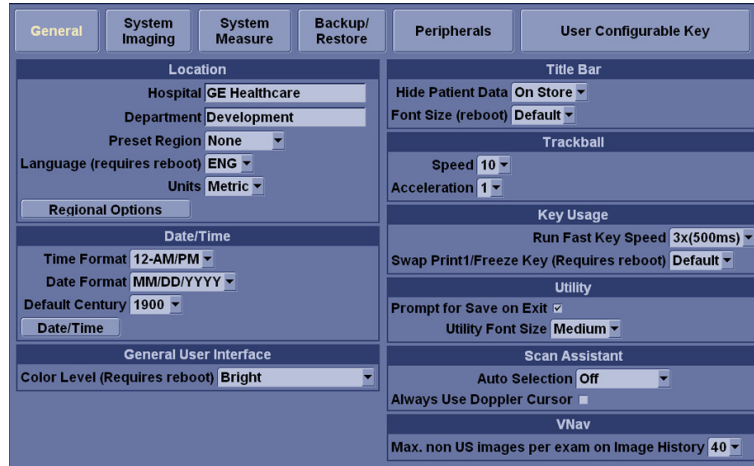 General
System Imaging
System Measure
Backup/ Restore
Peripherals
User Configurable Key
Location
Hospital GE Healthcare
Department Development
Preset Region None
Language (requires reboot) ENG
Units Metric
Regional Options
Date/Time
Time Format 12-AM/PM
Date Format MM/DD/YYYY
Default Century 1900
Date/Time
General User Interface
Color Level (Requires reboot) Bright
Title Bar
Hide Patient Data On Store
Font Size (reboot) Default
Trackball
Speed 10
Acceleration 1
Key Usage
Run Fast Key Speed 3x(500ms)
Swap Print1/Freeze Key (Requires reboot) Default
Utility
Prompt for Save on Exit
Utility Font Size Medium
Scan Assistant
Auto Selection Off
Always Use Doppler Cursor
VNav
Max. non US images per exam on Image History 40